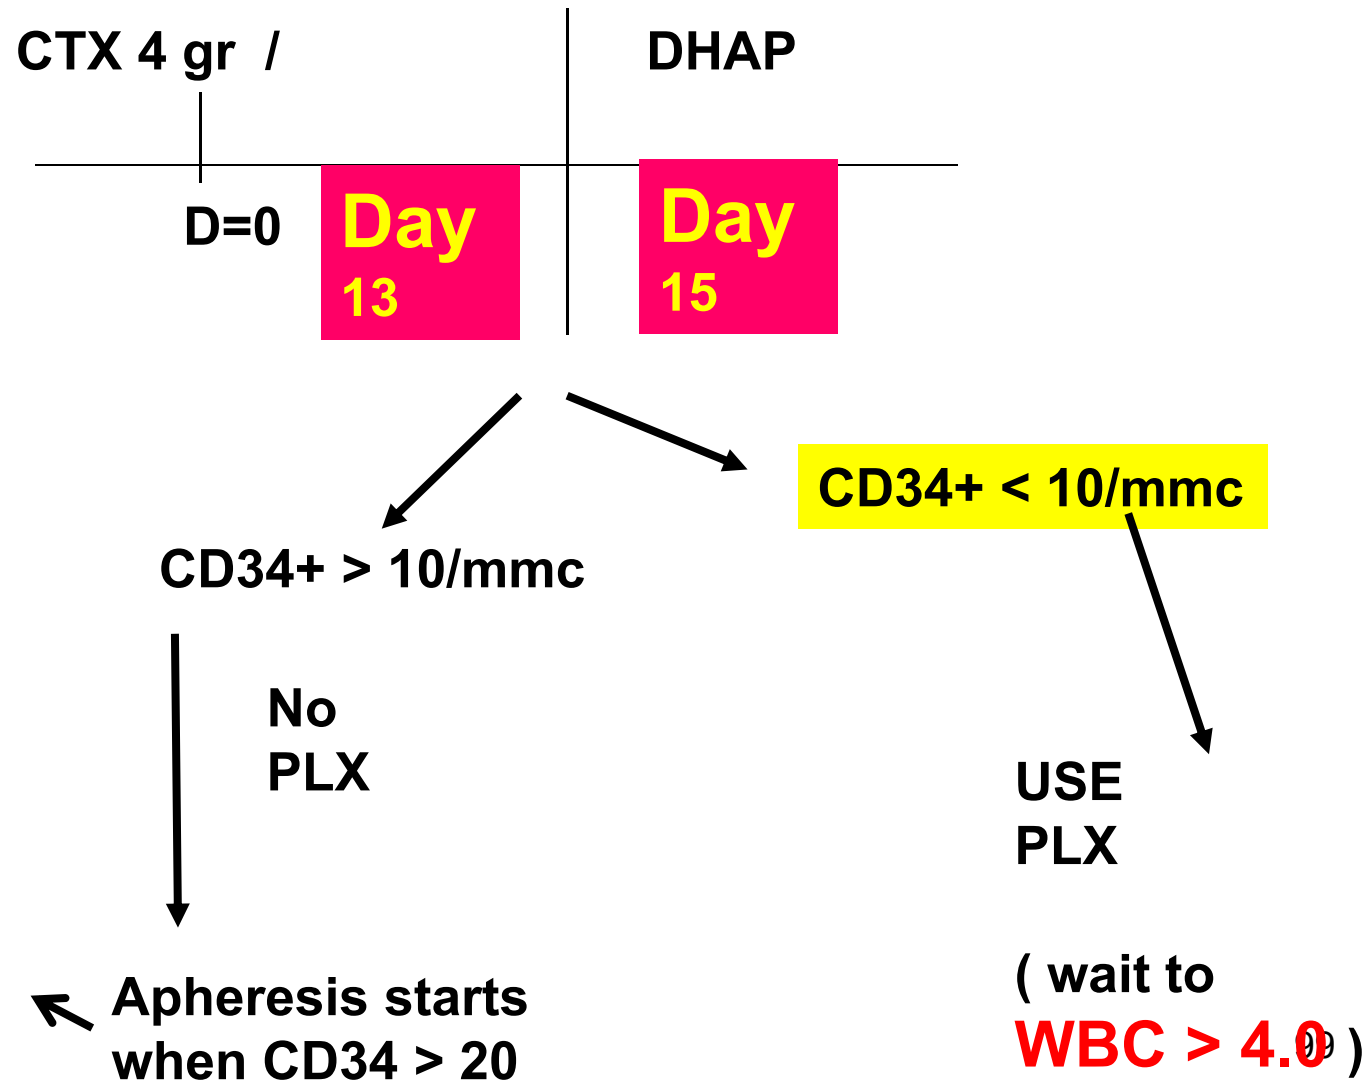 CTX 4 gr /
DHAP
D=0
Day
13
Day
15
CD34+ < 10/mmc
CD34+ > 10/mmc
No
PLX
USE
PLX
Apheresis starts
when CD34 > 20
( wait to
WBC > 4.0 )
99